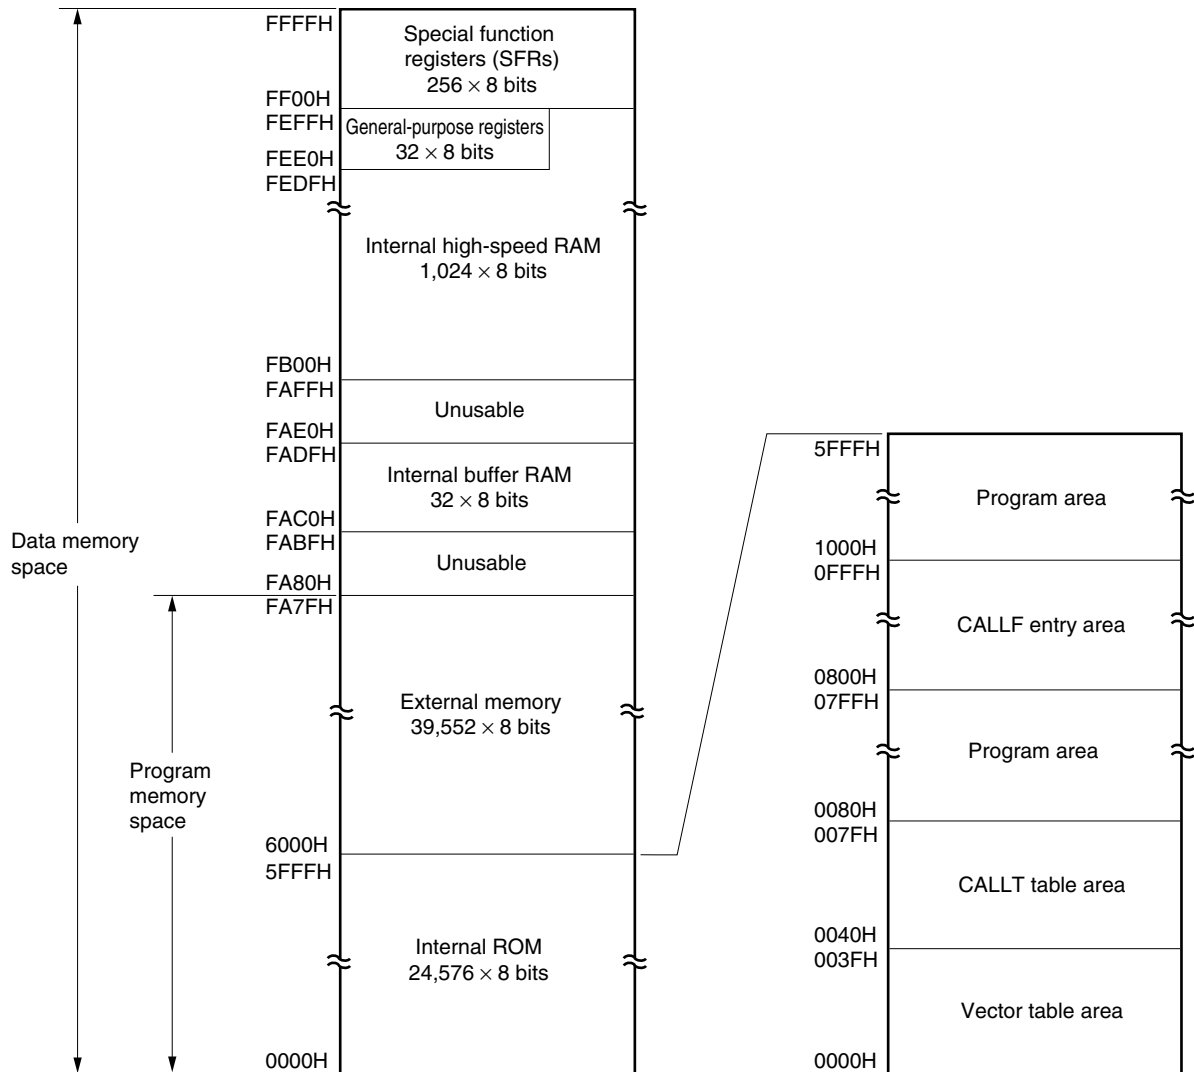 FFFFH
Special function
registers (SFRs)
256 × 8 bits
FF00H
FEFFH
General-purpose registers
32 × 8 bits
FEE0H
FEDFH
Internal high-speed RAM
1,024 × 8 bits
FB00H
FAFFH
Unusable
FAE0H
FADFH
Internal buffer RAM
32 × 8 bits
FAC0H
FABFH
Unusable
FA80H
FA7FH
Data memory
space
External memory
39,552 × 8 bits
Program
memory
space
6000H
5FFFH
Internal ROM
24,576 × 8 bits
0000H
5FFFH
Program area
1000H
0FFFH
CALLF entry area
0800H
07FFH
Program area
0080H
007FH
CALLT table area
0040H
003FH
Vector table area
0000H